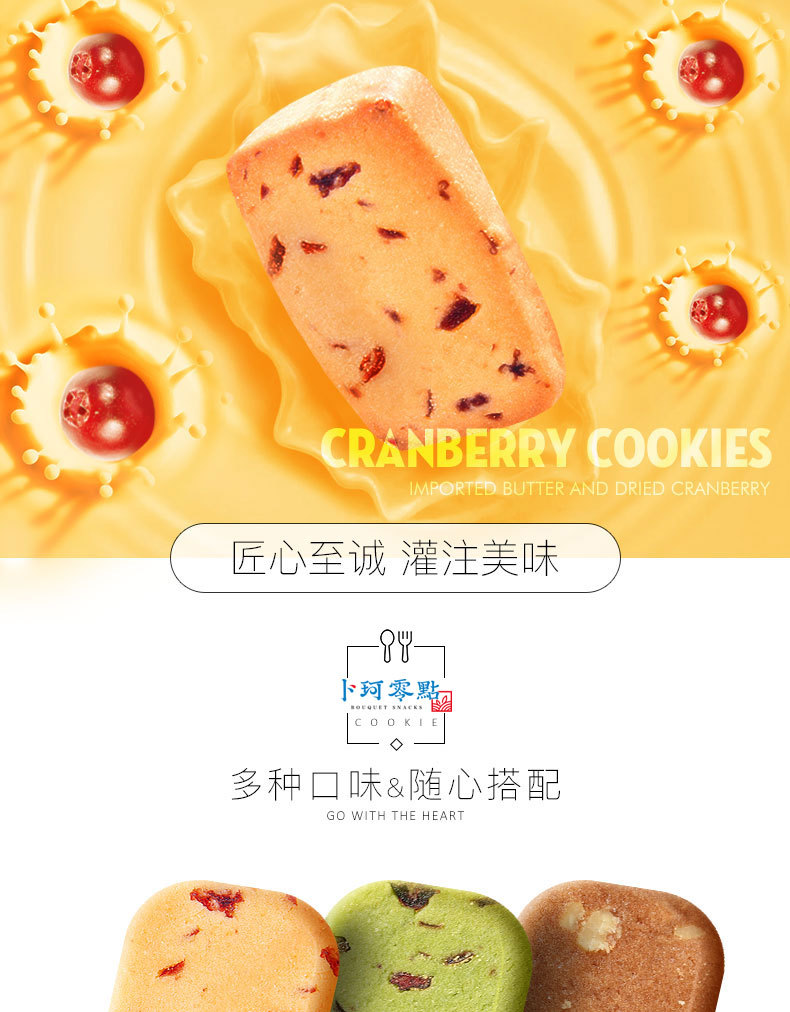 CRANBERRY COOKIES
IMPORTED BUTTER AND DRIED CRANBERRY
匠心至诚 灌注美味
卜珂零點
BOUQUET SNACKS
COOKIE
多种口味&随心搭配
GO WITH THE HEART